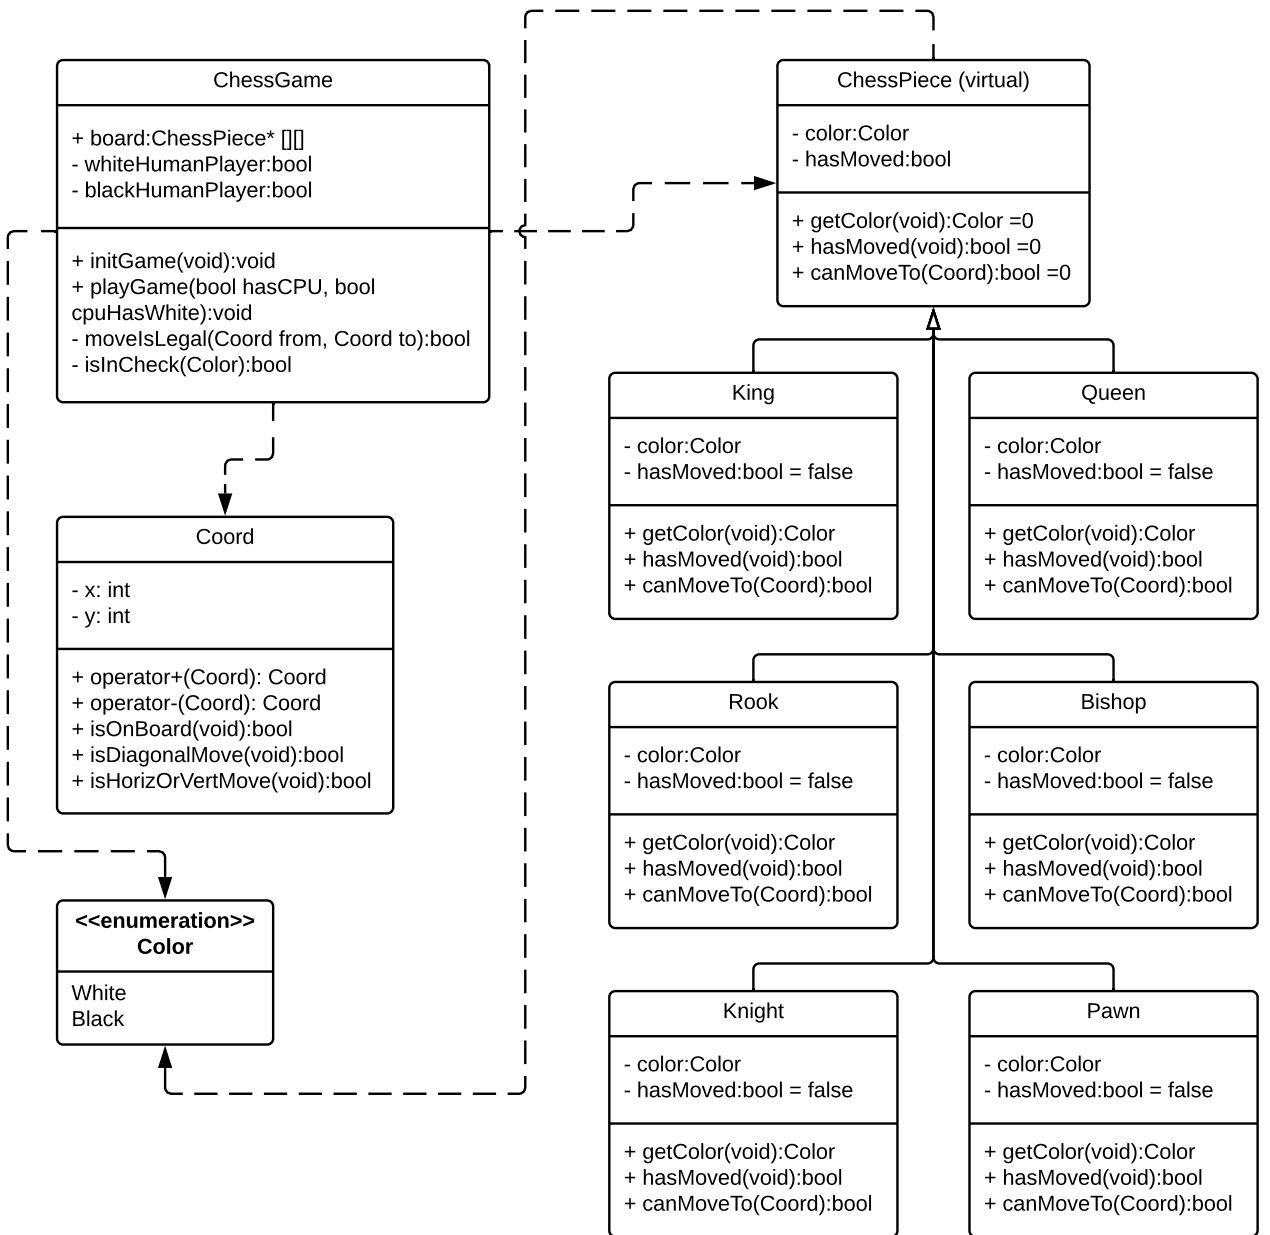 ChessGame
+ board:ChessPiece* [][]
- whiteHumanPlayer:bool
- blackHumanPlayer:bool
+ initGame(void):void
+ playGame(bool hasCPU, bool
cpuHasWhite):void
- moveIsLegal(Coord from, Coord to):bool
- isInCheck(Color):bool
ChessPiece (virtual)
- color:Color
- hasMoved:bool
+ getColor(void):Color =0
+ hasMoved(void):bool =0
+ canMoveTo(Coord):bool =0
King
- color:Color
- hasMoved:bool = false
+ getColor(void):Color
+ hasMoved(void):bool
+ canMoveTo(Coord):bool
Queen
- color:Color
- hasMoved:bool = false
+ getColor(void):Color
+ hasMoved(void):bool
+ canMoveTo(Coord):bool
Coord
- x: int
- y: int
+ operator+(Coord): Coord
+ operator-(Coord): Coord
+ isOnBoard(void):bool
+ isDiagonalMove(void):bool
+ isHorizOrVertMove(void):bool
Rook
- color:Color
- hasMoved:bool = false
+ getColor(void):Color
+ hasMoved(void):bool
+ canMoveTo(Coord):bool
Bishop
- color:Color
- hasMoved:bool = false
+ getColor(void):Color
+ hasMoved(void):bool
+ canMoveTo(Coord):bool
<<enumeration>>
Color
White
Black
Knight
- color:Color
- hasMoved:bool = false
+ getColor(void):Color
+ hasMoved(void):bool
+ canMoveTo(Coord):bool
Pawn
- color:Color
- hasMoved:bool = false
+ getColor(void):Color
+ hasMoved(void):bool
+ canMoveTo(Coord):bool